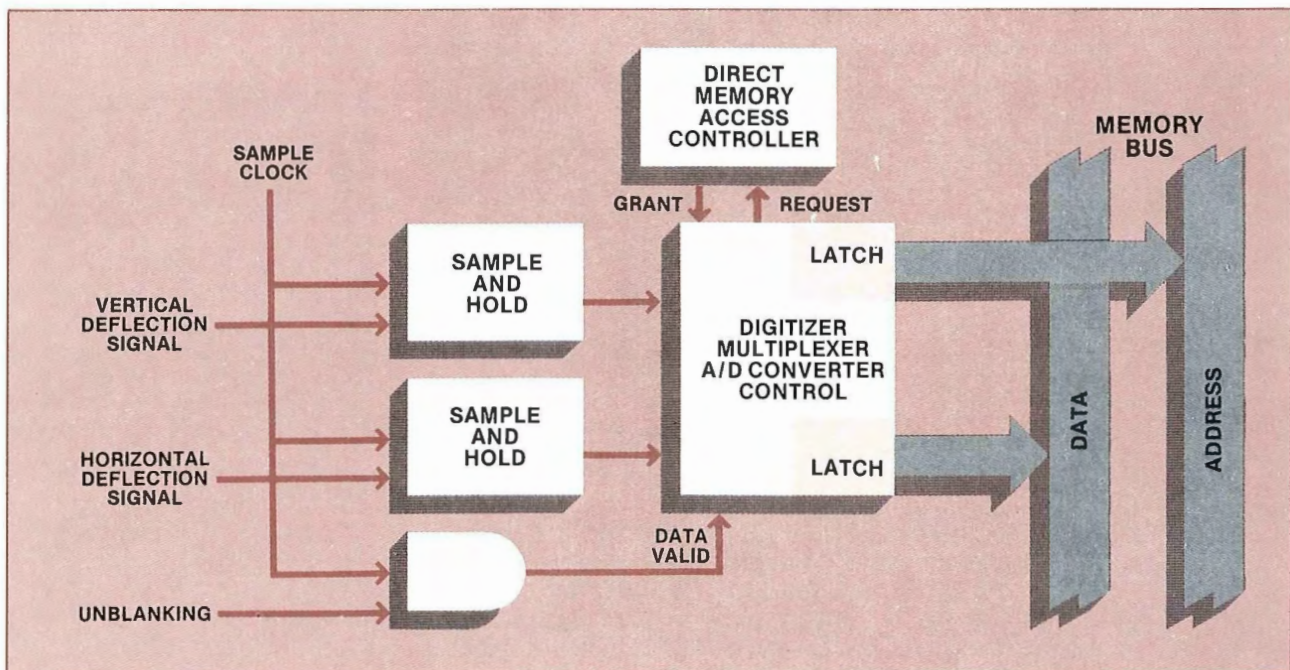 DIRECT
MEMORY
ACCESS
CONTROLLER
MEMORY
BUS
SAMPLE
CLOCK
GRANT
REQUEST
SAMPLE
AND
HOLD
LATCH
VERTICAL
DEFLECTION
SIGNAL
DIGITIZER
MULTIPLEXER
A/D CONVERTER
CONTROL
DATA
ADDRESS
SAMPLE
AND
HOLD
HORIZONTAL
DEFLECTION
SIGNAL
LATCH
DATA
VALID
UNBLANKING